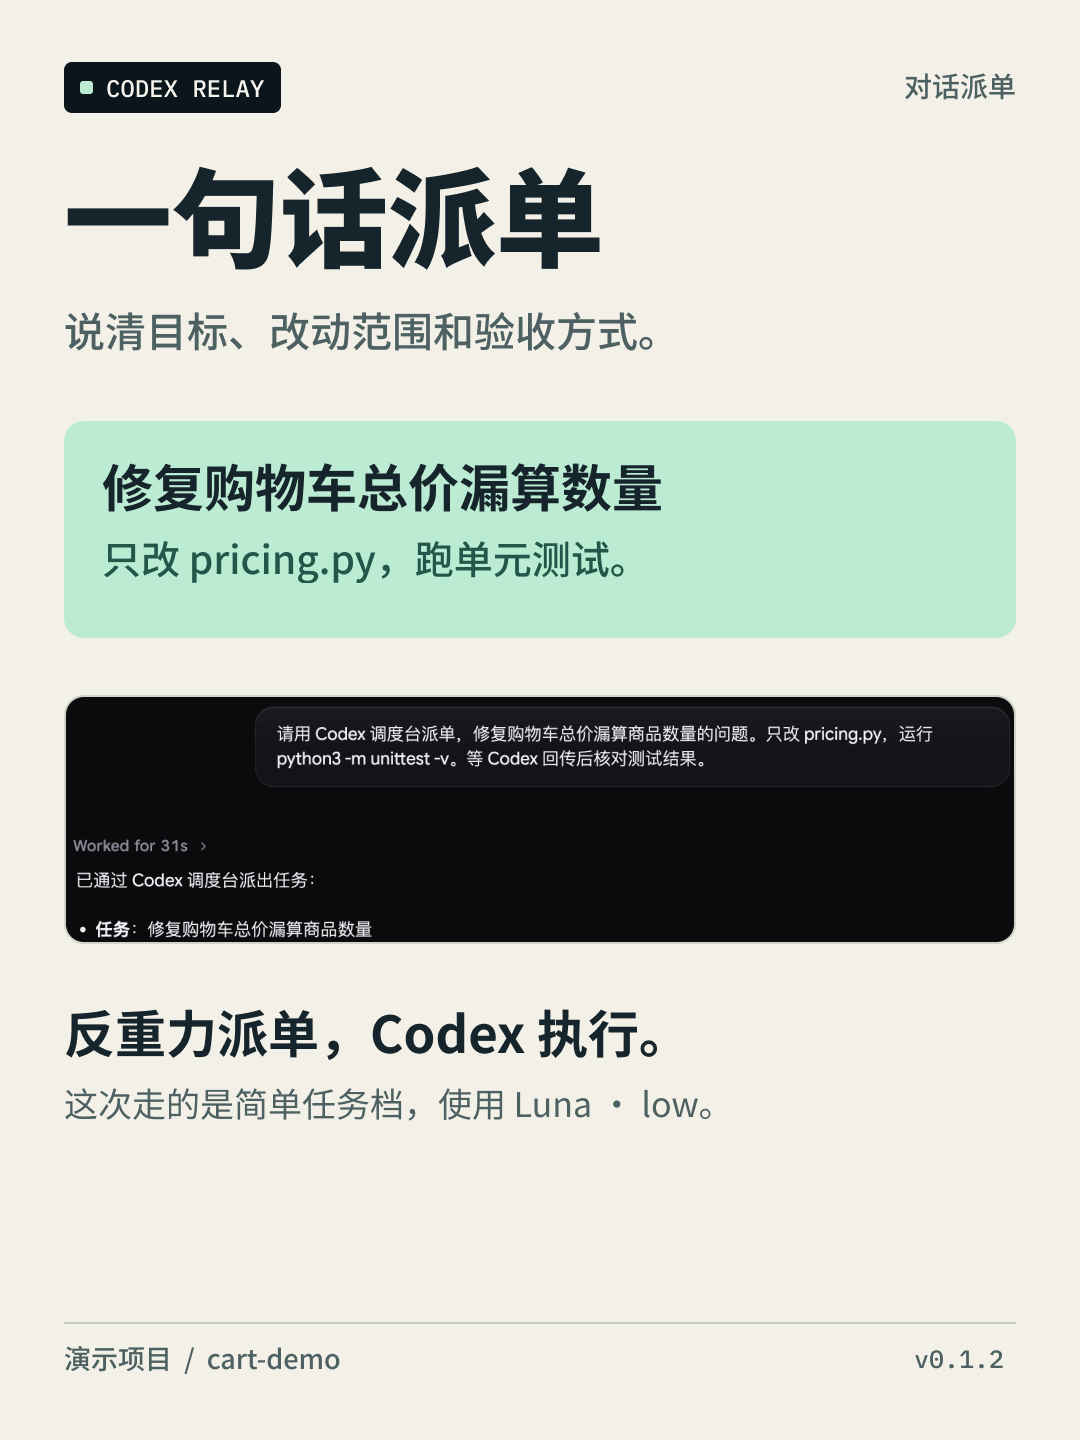 CODEX RELAY
对话派单
一句话派单
说清目标、改动范围和验收方式。
修复购物车总价漏算数量
只改 pricing.py，跑单元测试。
请用 Codex 调度台派单，修复购物车总价漏算商品数量的问题。只改 pricing.py，运行
python3 -m unittest -v。等 Codex 回传后核对测试结果。
Worked for 31s >
已通过 Codex 调度台派出任务：
• 任务：修复购物车总价漏算商品数量
反重力派单，Codex 执行。
这次走的是简单任务档，使用 Luna · low。
演示项目 / cart-demo
v0.1.2